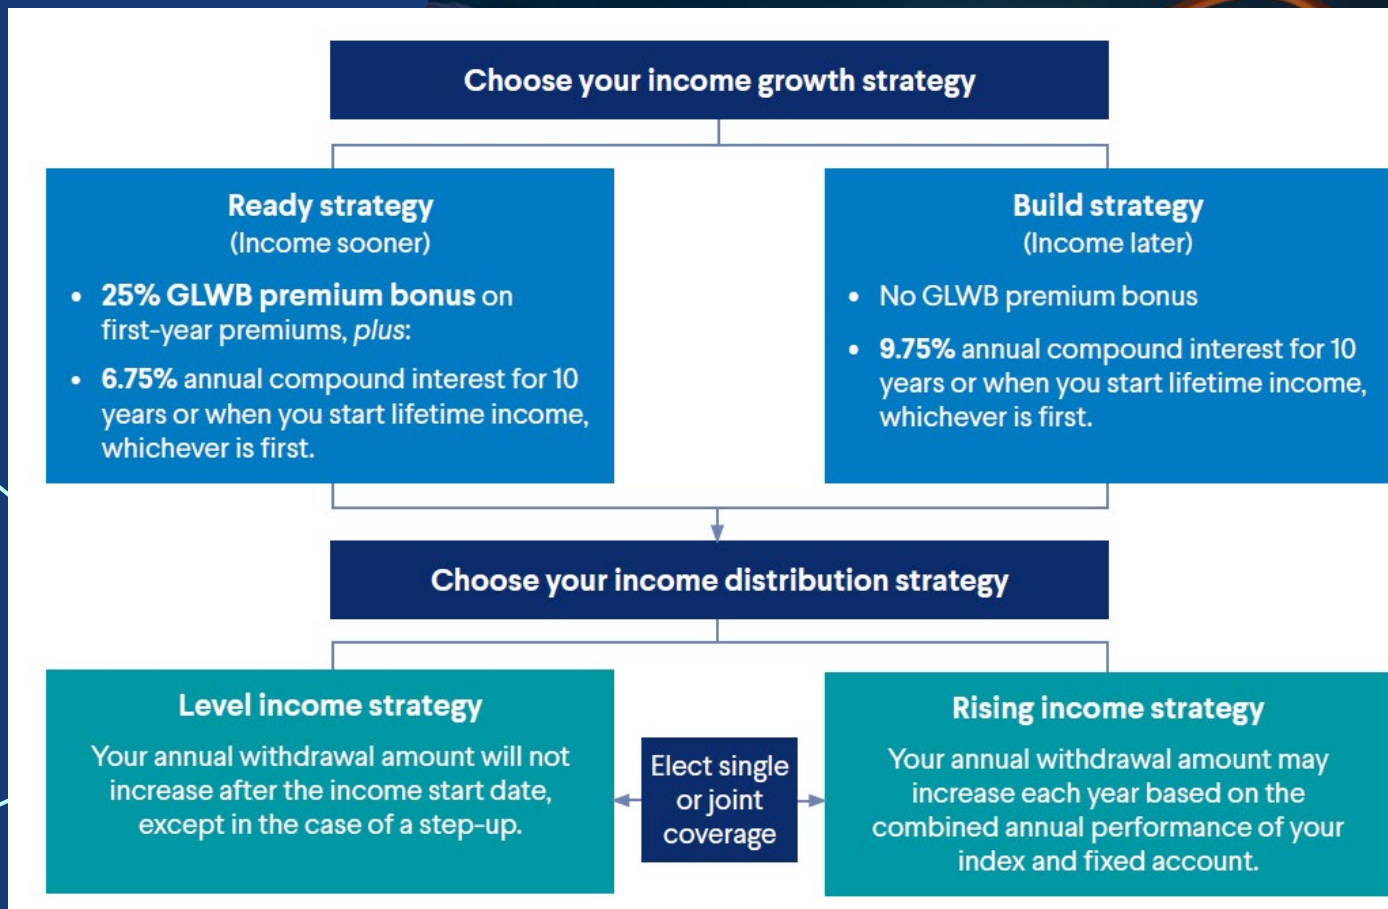 Choose your income growth strategy
Ready strategy
(Income sooner)
• 25% GLWB premium bonus on
first-year premiums, plus:
• 6.75% annual compound interest for 10
years or when you start lifetime income,
whichever is first.
Build strategy
(Income later)
• No GLWB premium bonus
• 9.75% annual compound interest for 10
years or when you start lifetime income,
whichever is first.
Choose your income distribution strategy
Level income strategy
Your annual withdrawal amount will not
increase after the income start date,
except in the case of a step-up.
Elect single
or joint
coverage
Rising income strategy
Your annual withdrawal amount may
increase each year based on the
combined annual performance of your
index and fixed account.